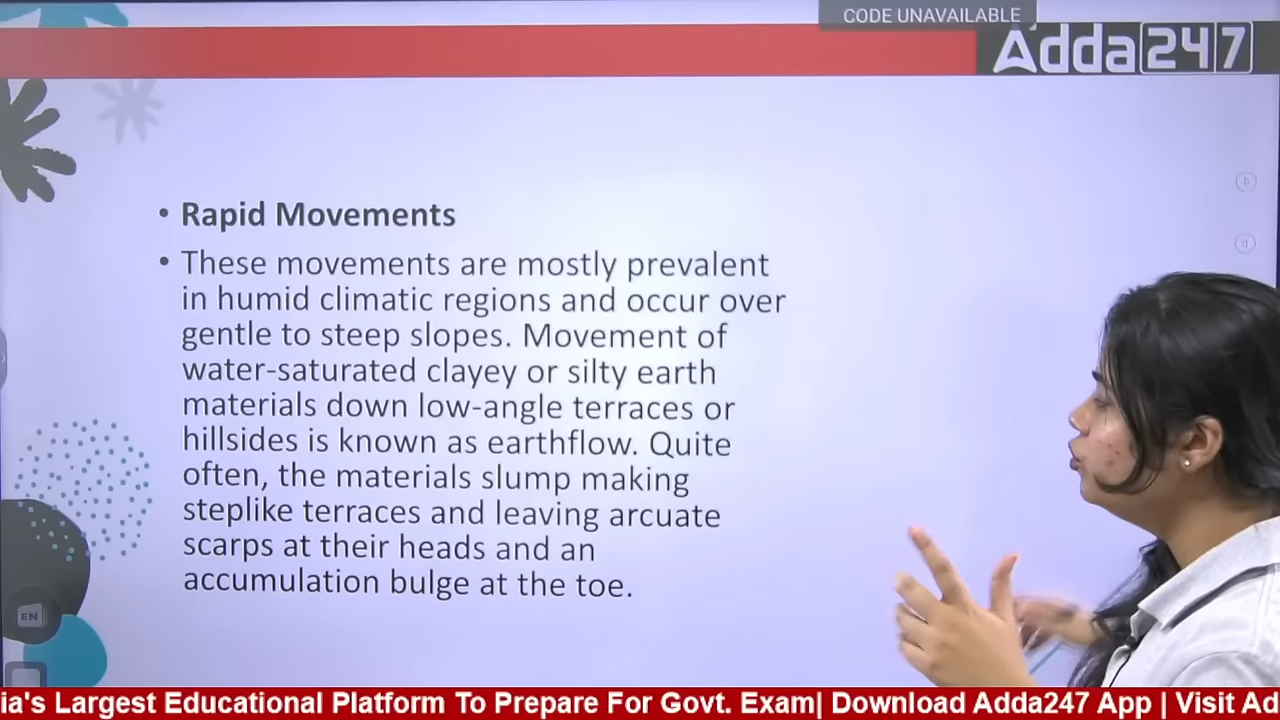 CODE UNAVAILABLE
Adda247
• Rapid Movements
• These movements are mostly prevalent
in humid climatic regions and occur over
gentle to steep slopes. Movement of
water-saturated clayey or silty earth
materials down low-angle terraces or
hillsides is known as earthflow. Quite
often, the materials slump making
steplike terraces and leaving arcuate
scarps at their heads and an
accumulation bulge at the toe.
EN
ia's Largest Educational Platform To Prepare For Govt. Exam| Download Adda247 App | Visit Ad